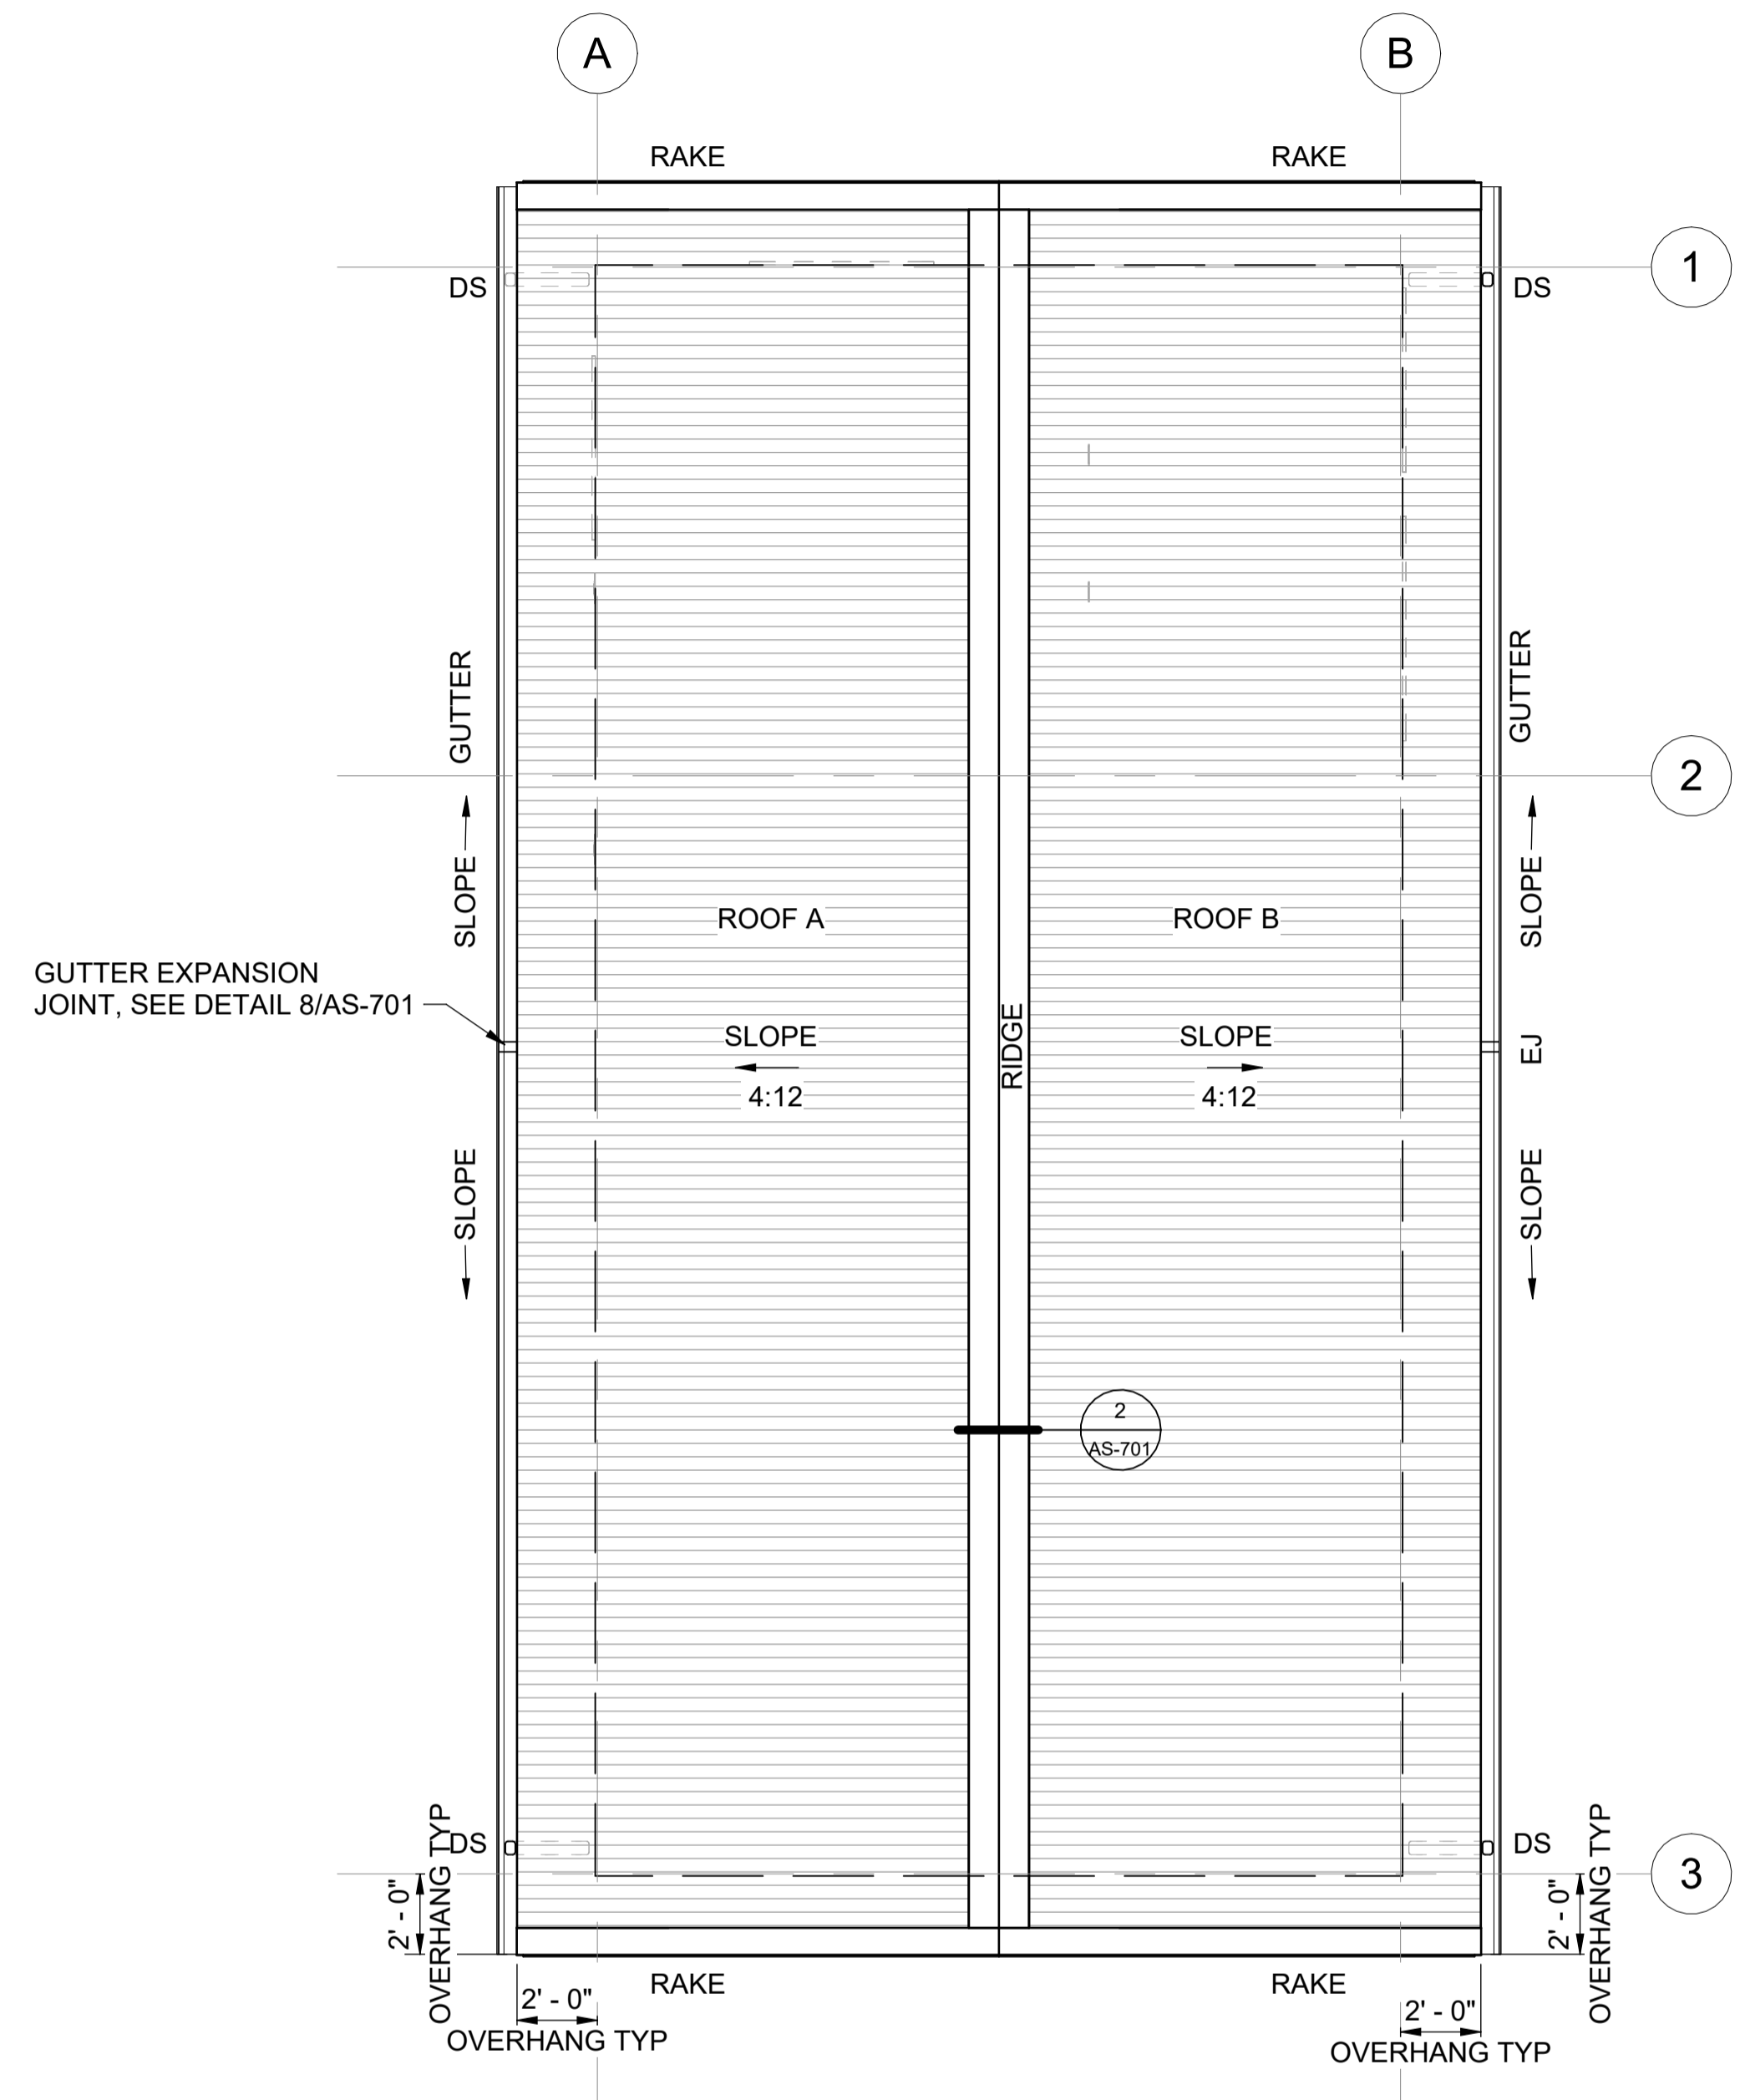 A
B
RAKE
RAKE
1
DS
DS
GUTTER
GUTTER
2
SLOPE
SLOPE
ROOF A
ROOF B
GUTTER EXPANSION
JOINT, SEE DETAIL 8/AS-701
SLOPE
4:12
RIDGE
SLOPE
4:12
EJ
SLOPE
SLOPE
2
AS-701
DS
DS
3
2' - 0"
OVERHANG TYP
2' - 0"
OVERHANG TYP
RAKE
RAKE
2' - 0"
OVERHANG TYP
2' - 0"
OVERHANG TYP